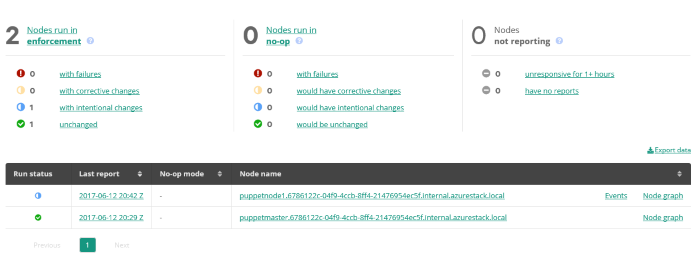 2 Nodes run in enforcement
0 with failures
0 with corrective changes
1 with intentional changes
1 unchanged
0 Nodes run in no-op
0 with failures
0 would have corrective changes
0 would have intentional changes
0 would be unchanged
0 Nodes not reporting
0 unresponsive for 1+ hours
0 have no reports
Export data
Run status Last report No-op mode Node name
2017-06-12 20:42 Z - puppetnode1.6786122c-04f9-4ccb-8ff4-21476954ec5f.internal.azurestack.local Events Node graph
2017-06-12 20:29 Z - puppetmaster.6786122c-04f9-4ccb-8ff4-21476954ec5f.internal.azurestack.local Node graph
Previous 1 Next